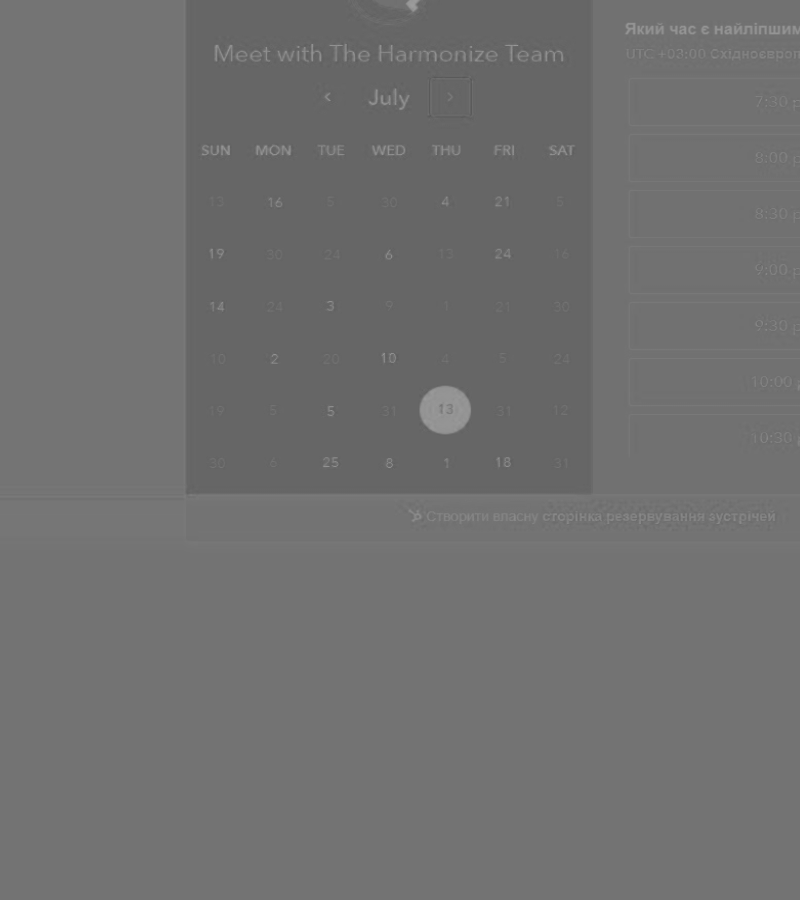 Meet with The Harmonize Team
July
SUN MON TUE WED THU FRI SAT
13 16 5 30 4 21 5
19 30 24 6 13 24 16
14 24 3 9 1 21 30
10 2 20 10 4 5 24
19 5 5 31 13 31 12
30 6 25 8 1 18 31
Який час є найліпшим
UTC +03:00 Східноєвроп
7:30 p
8:00 p
8:30 p
9:00 p
9:30 p
10:00 p
10:30 p
Створити власну сторінка резервування зустрічей